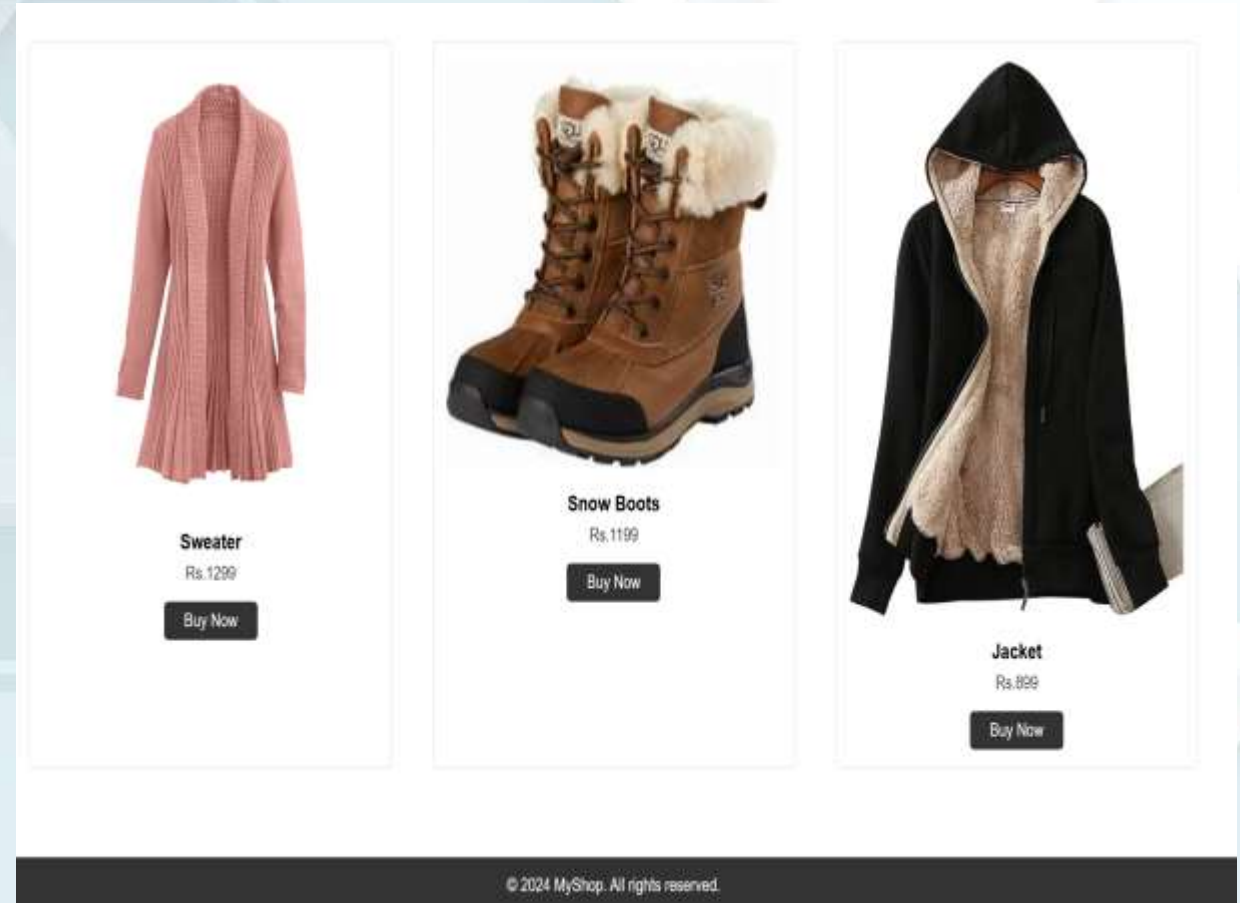 Sweater
Rs.1299
Buy Now
Snow Boots
Rs.1199
Buy Now
Jacket
Rs.899
Buy Now
© 2024 MyShop. All rights reserved.